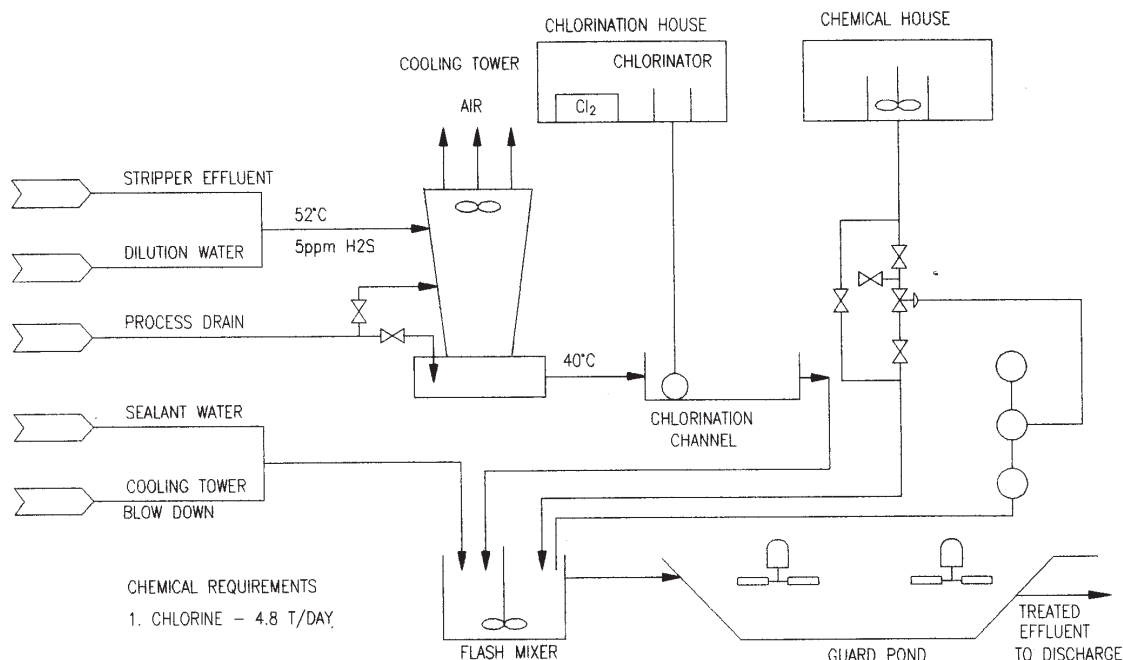 CHLORINATION HOUSE
CHEMICAL HOUSE
COOLING TOWER
CHLORINATOR
AIR
Cl₂
STRIPPER EFFLUENT
52°C
5ppm H2S
DILUTION WATER
PROCESS DRAIN
40°C
SEALANT WATER
CHLORINATION
CHANNEL
COOLING TOWER
BLOW DOWN
CHEMICAL REQUIREMENTS
1. CHLORINE – 4.8 T/DAY
FLASH MIXER
GUARD POND
TREATED
EFFLUENT
TO DISCHARGE